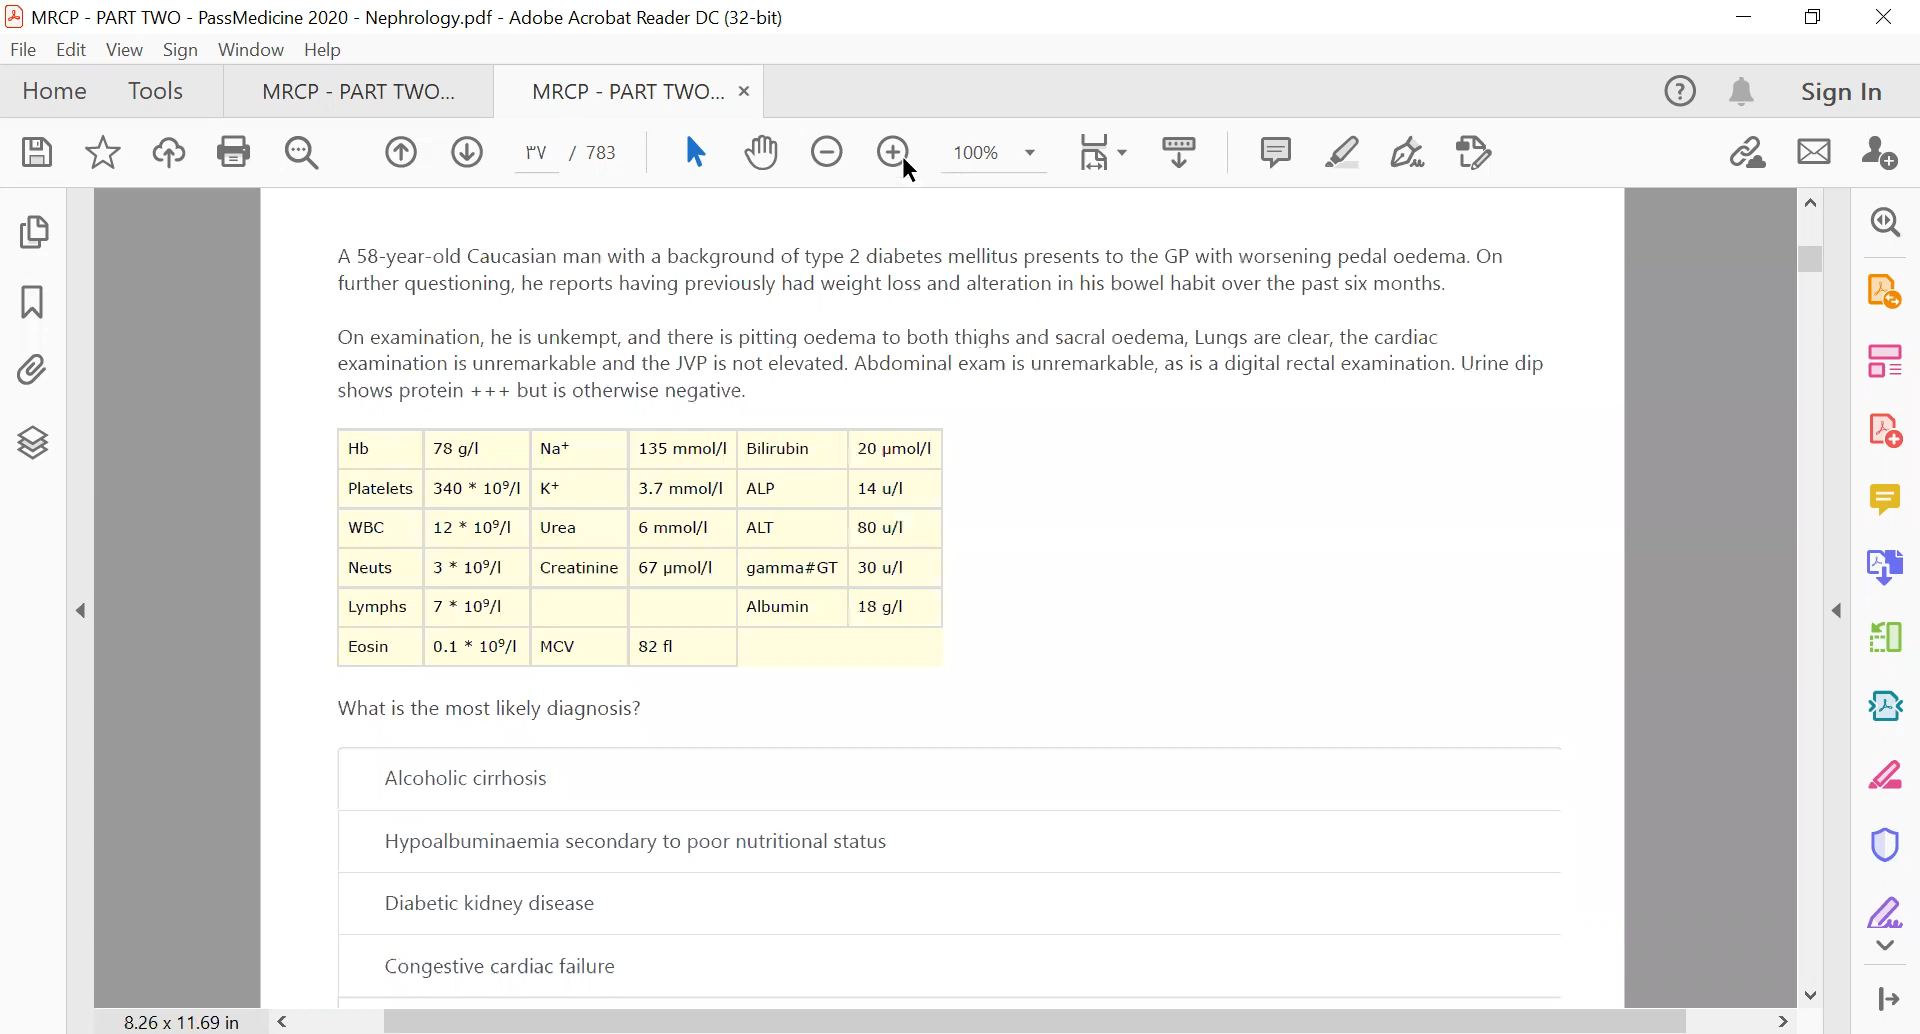 MRCP - PART TWO - PassMedicine 2020 - Nephrology.pdf - Adobe Acrobat Reader DC (32-bit)
File Edit View Sign Window Help
Home Tools MRCP - PART TWO... MRCP - PART TWO... × Sign In
٣٧ / 783 100%
A 58-year-old Caucasian man with a background of type 2 diabetes mellitus presents to the GP with worsening pedal oedema. On
further questioning, he reports having previously had weight loss and alteration in his bowel habit over the past six months.
On examination, he is unkempt, and there is pitting oedema to both thighs and sacral oedema, Lungs are clear, the cardiac
examination is unremarkable and the JVP is not elevated. Abdominal exam is unremarkable, as is a digital rectal examination. Urine dip
shows protein +++ but is otherwise negative.
Hb 78 g/l Na⁺ 135 mmol/l Bilirubin 20 µmol/l
Platelets 340 * 10⁹/l K⁺ 3.7 mmol/l ALP 14 u/l
WBC 12 * 10⁹/l Urea 6 mmol/l ALT 80 u/l
Neuts 3 * 10⁹/l Creatinine 67 µmol/l gamma#GT 30 u/l
Lymphs 7 * 10⁹/l Albumin 18 g/l
Eosin 0.1 * 10⁹/l MCV 82 fl
What is the most likely diagnosis?
Alcoholic cirrhosis
Hypoalbuminaemia secondary to poor nutritional status
Diabetic kidney disease
Congestive cardiac failure
8.26 x 11.69 in